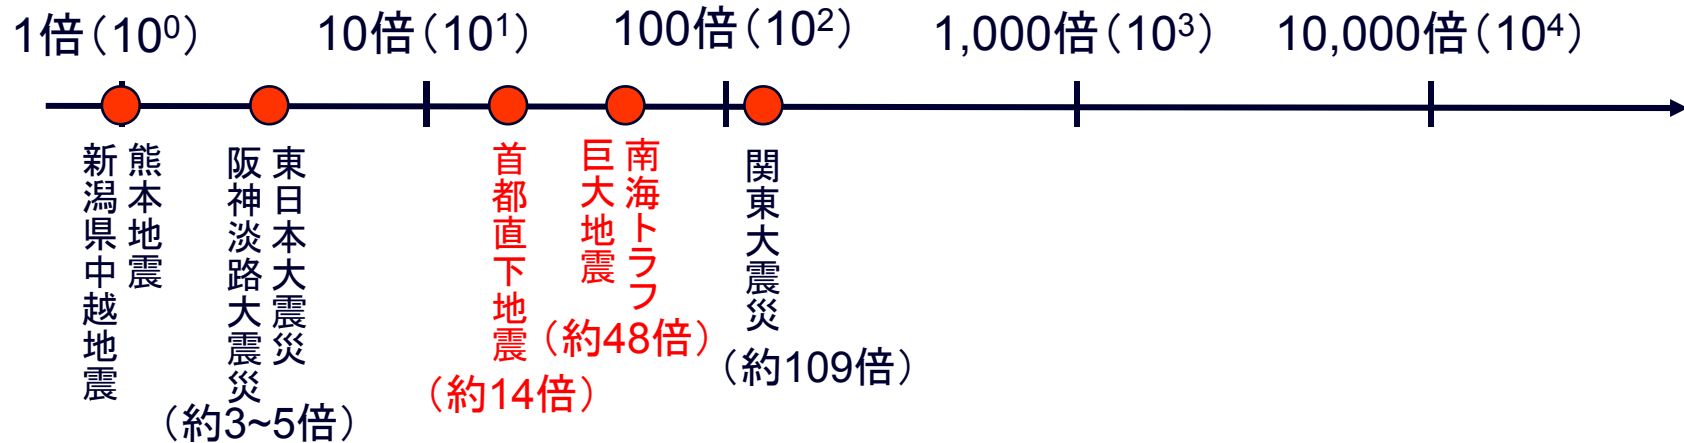 1倍（10⁰）
10倍（10¹）
100倍（10²）
1,000倍（10³）
10,000倍（10⁴）
熊本地震
新潟県中越地震
東日本大震災
阪神淡路大震災
（約3~5倍）
首都直下地震
（約14倍）
南海トラフ
巨大地震
（約48倍）
関東大震災
（約109倍）